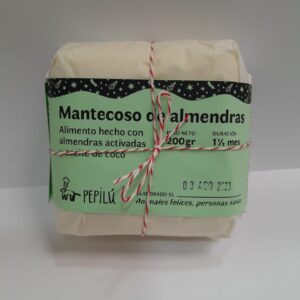 Mantecoso de almendras
Alimento hecho con
almendras activadas
de coco
NETO
200gr
DURACIÓN
1½ mes
PEPILÚ
ELABORADO EL
03 AGO 2023
Animales felices, personas